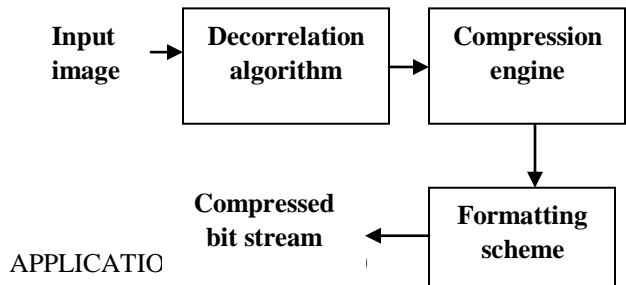 Input
image
Decorrelation
algorithm
Compression
engine
Compressed
bit stream
Formatting
scheme